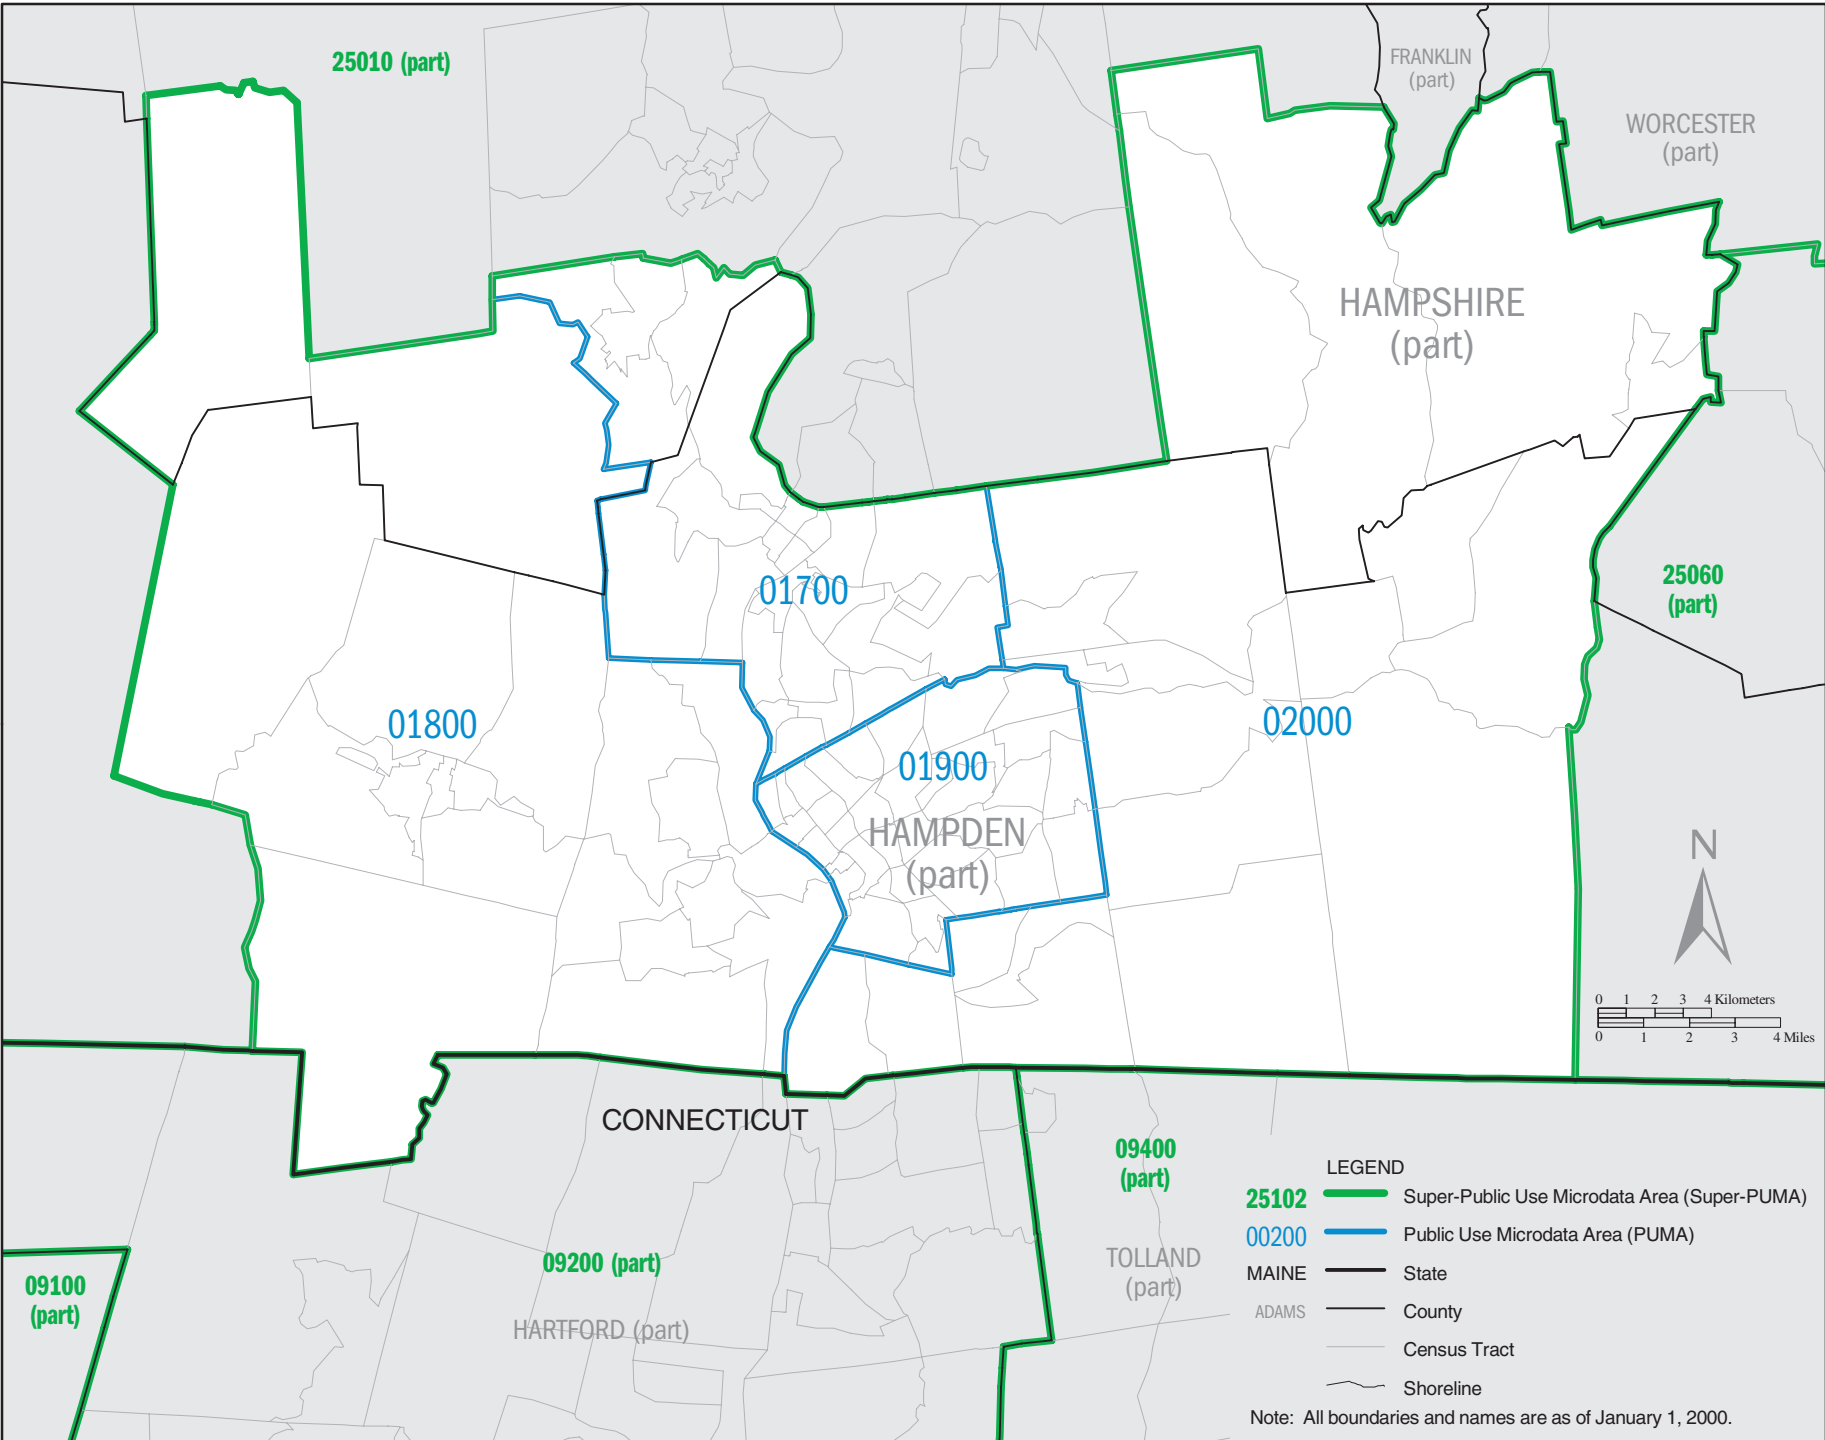 25010 (part)
FRANKLIN
(part)
WORCESTER
(part)
HAMPSHIRE
(part)
01700
25060
(part)
01800
02000
01900
HAMPDEN
(part)
N
0 1 2 3 4 Kilometers
0 1 2 3 4 Miles
CONNECTICUT
09400
(part)
TOLLAND
(part)
09200 (part)
HARTFORD (part)
09100
(part)
LEGEND
25102 Super-Public Use Microdata Area (Super-PUMA)
00200 Public Use Microdata Area (PUMA)
MAINE State
ADAMS County
Census Tract
Shoreline
Note: All boundaries and names are as of January 1, 2000.